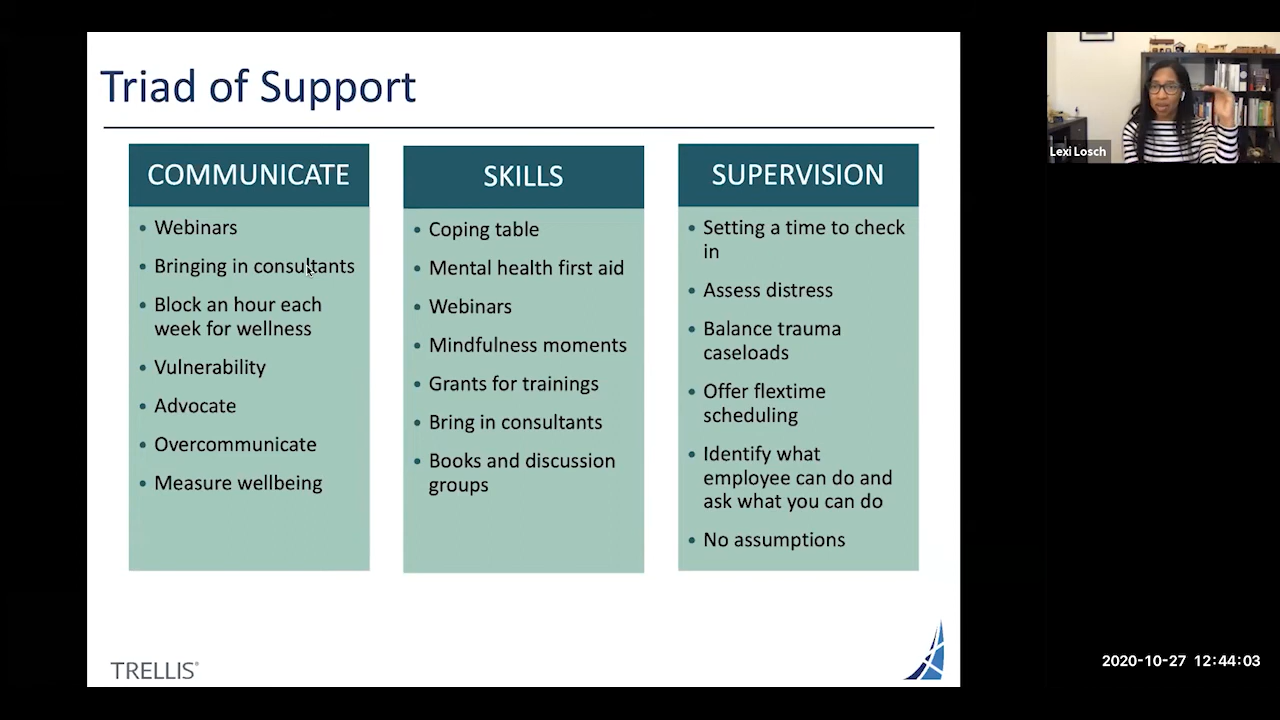 Triad of Support
COMMUNICATE
Webinars
Bringing in consultants
Block an hour each
week for wellness
Vulnerability
Advocate
Overcommunicate
Measure wellbeing
SKILLS
Coping table
Mental health first aid
Webinars
Mindfulness moments
Grants for trainings
Bring in consultants
Books and discussion
groups
SUPERVISION
Setting a time to check
in
Assess distress
Balance trauma
caseloads
Offer flextime
scheduling
Identify what
employee can do and
ask what you can do
No assumptions
TRELLIS®
Lexi Losch
2020-10-27 12:44:03